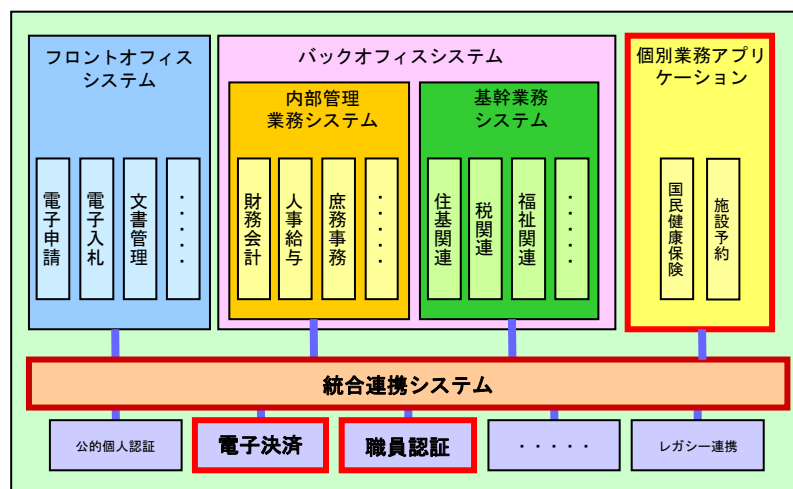 フロントオフィス
システム
電子申請
電子入札
文書管理
・・・・・
バックオフィスシステム
内部管理
業務システム
財務会計
人事給与
庶務事務
・・・・・
基幹業務
システム
住基関連
税関連
福祉関連
・・・・・
個別業務アプリ
ケーション
国民健康保険
施設予約
統合連携システム
公的個人認証
電子決済
職員認証
・・・・・
レガシー連携